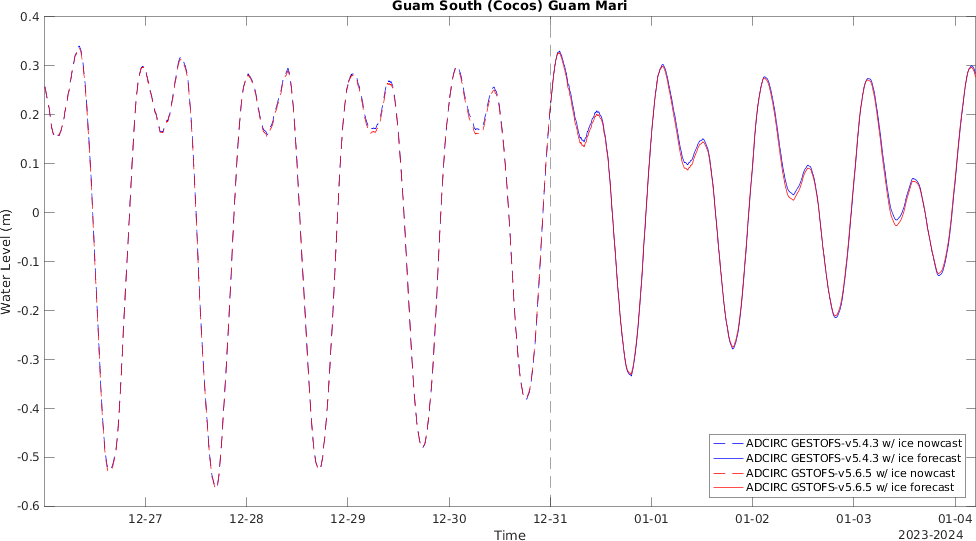 Guam South (Cocos) Guam Mari
0.4
0.3
0.2
0.1
0
-0.1
-0.2
-0.3
-0.4
-0.5
-0.6
Water Level (m)
ADCIRC GESTOFS-v5.4.3 w/ ice nowcast
ADCIRC GESTOFS-v5.4.3 w/ ice forecast
ADCIRC GSTOFS-v5.6.5 w/ ice nowcast
ADCIRC GSTOFS-v5.6.5 w/ ice forecast
12-27 12-28 12-29 12-30 12-31 01-01 01-02 01-03 01-04
Time
2023-2024